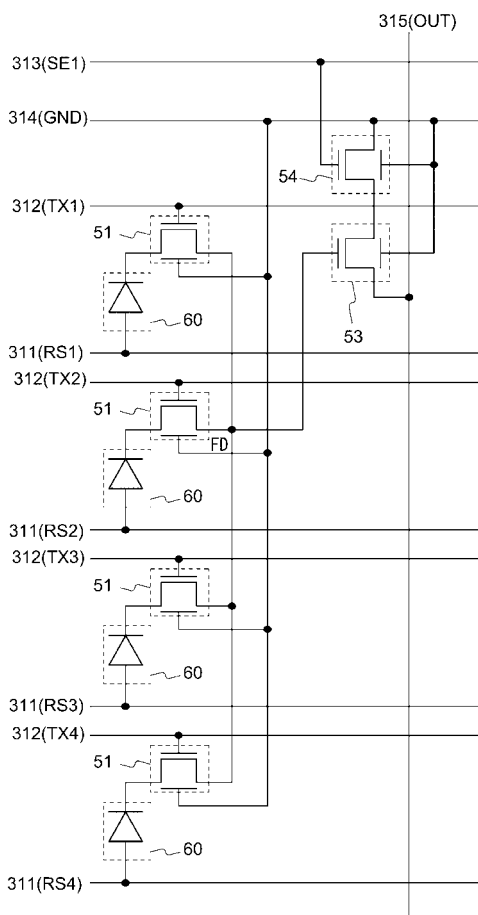 315(OUT)
313(SE1)
314(GND)
54
312(TX1)
51
53
60
311(RS1)
312(TX2)
51
FD
60
311(RS2)
312(TX3)
51
60
311(RS3)
312(TX4)
51
60
311(RS4)